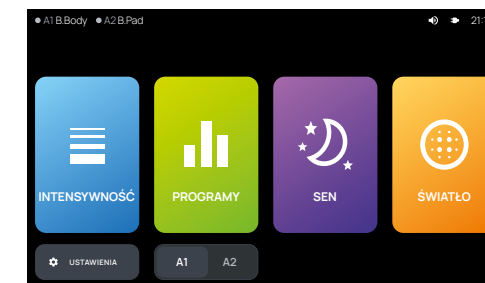 A1 B.Body A2 B.Pad
INTENSYWNOŚĆ PROGRAMY SEN ŚWIATŁO
USTAWIENIA A1 A2